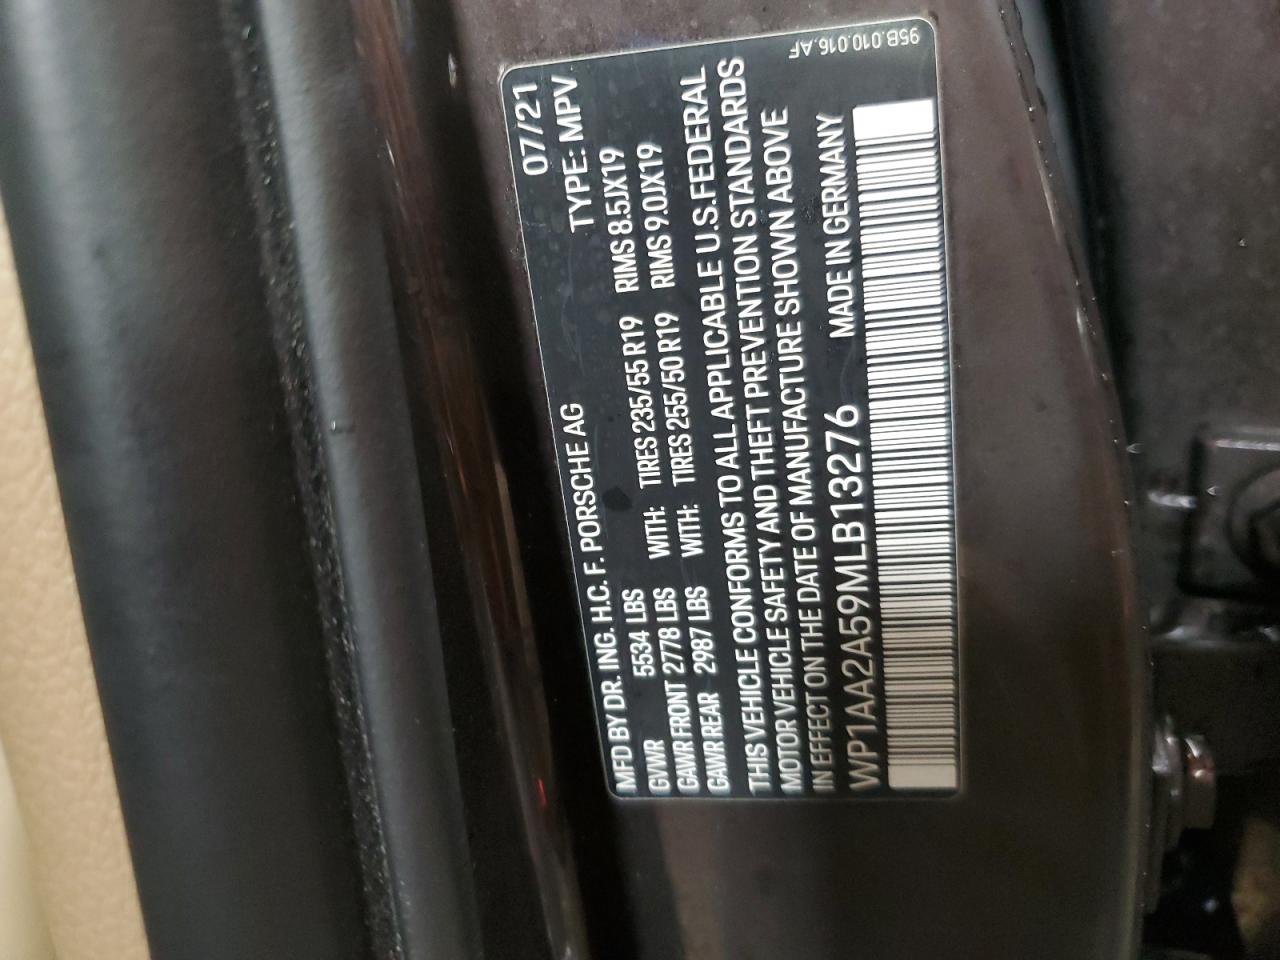 95B.010.016.AF
07/21
MFD BY DR. ING. H.C. F. PORSCHE AG TYPE: MPV
GVWR 5534 LBS WITH: TIRES 235/55 R19 RIMS 8.5JX19
GAWR FRONT 2778 LBS WITH: TIRES 255/50 R19 RIMS 9.0JX19
GAWR REAR 2987 LBS
THIS VEHICLE CONFORMS TO ALL APPLICABLE U.S. FEDERAL
MOTOR VEHICLE SAFETY AND THEFT PREVENTION STANDARDS
IN EFFECT ON THE DATE OF MANUFACTURE SHOWN ABOVE
WP1AA2A59MLB13276 MADE IN GERMANY